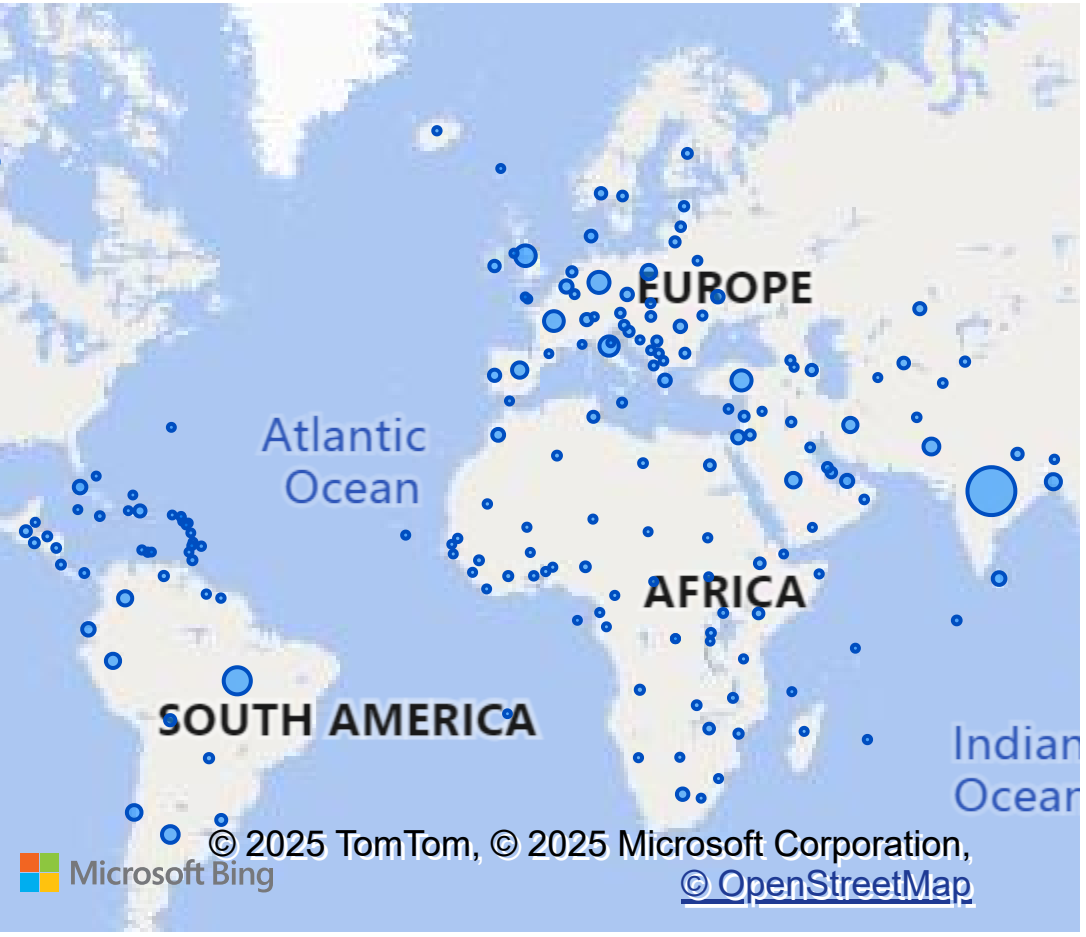 EUROPE
Atlantic
Ocean
AFRICA
SOUTH AMERICA
Indian
Ocean
© 2025 TomTom, © 2025 Microsoft Corporation,
Microsoft Bing
© OpenStreetMap